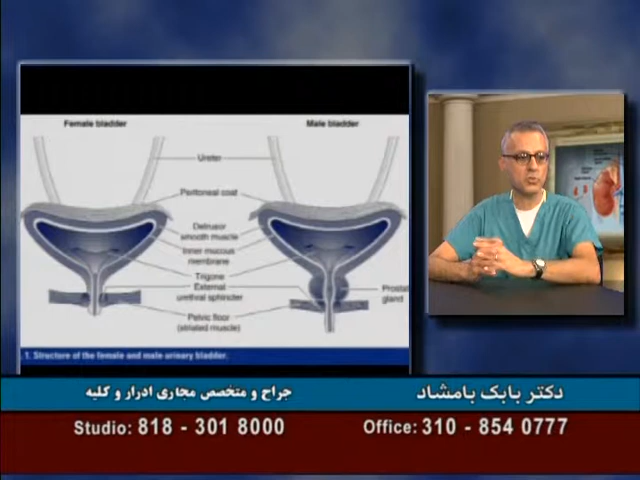 Female bladder
Male bladder
Ureter
Peritoneal coat
Detrusor
smooth muscle
Inner mucous
membrane
Trigone
External
urethral sphincter
Prostate
gland
Pelvic floor
(striated muscle)
. 1. Structure of the female and male urinary bladder.
دکتر بابک بامشاد
جراح و متخصص مجاری ادرار و کلیه
Studio: 818 - 301 8000
Office: 310 - 854 0777